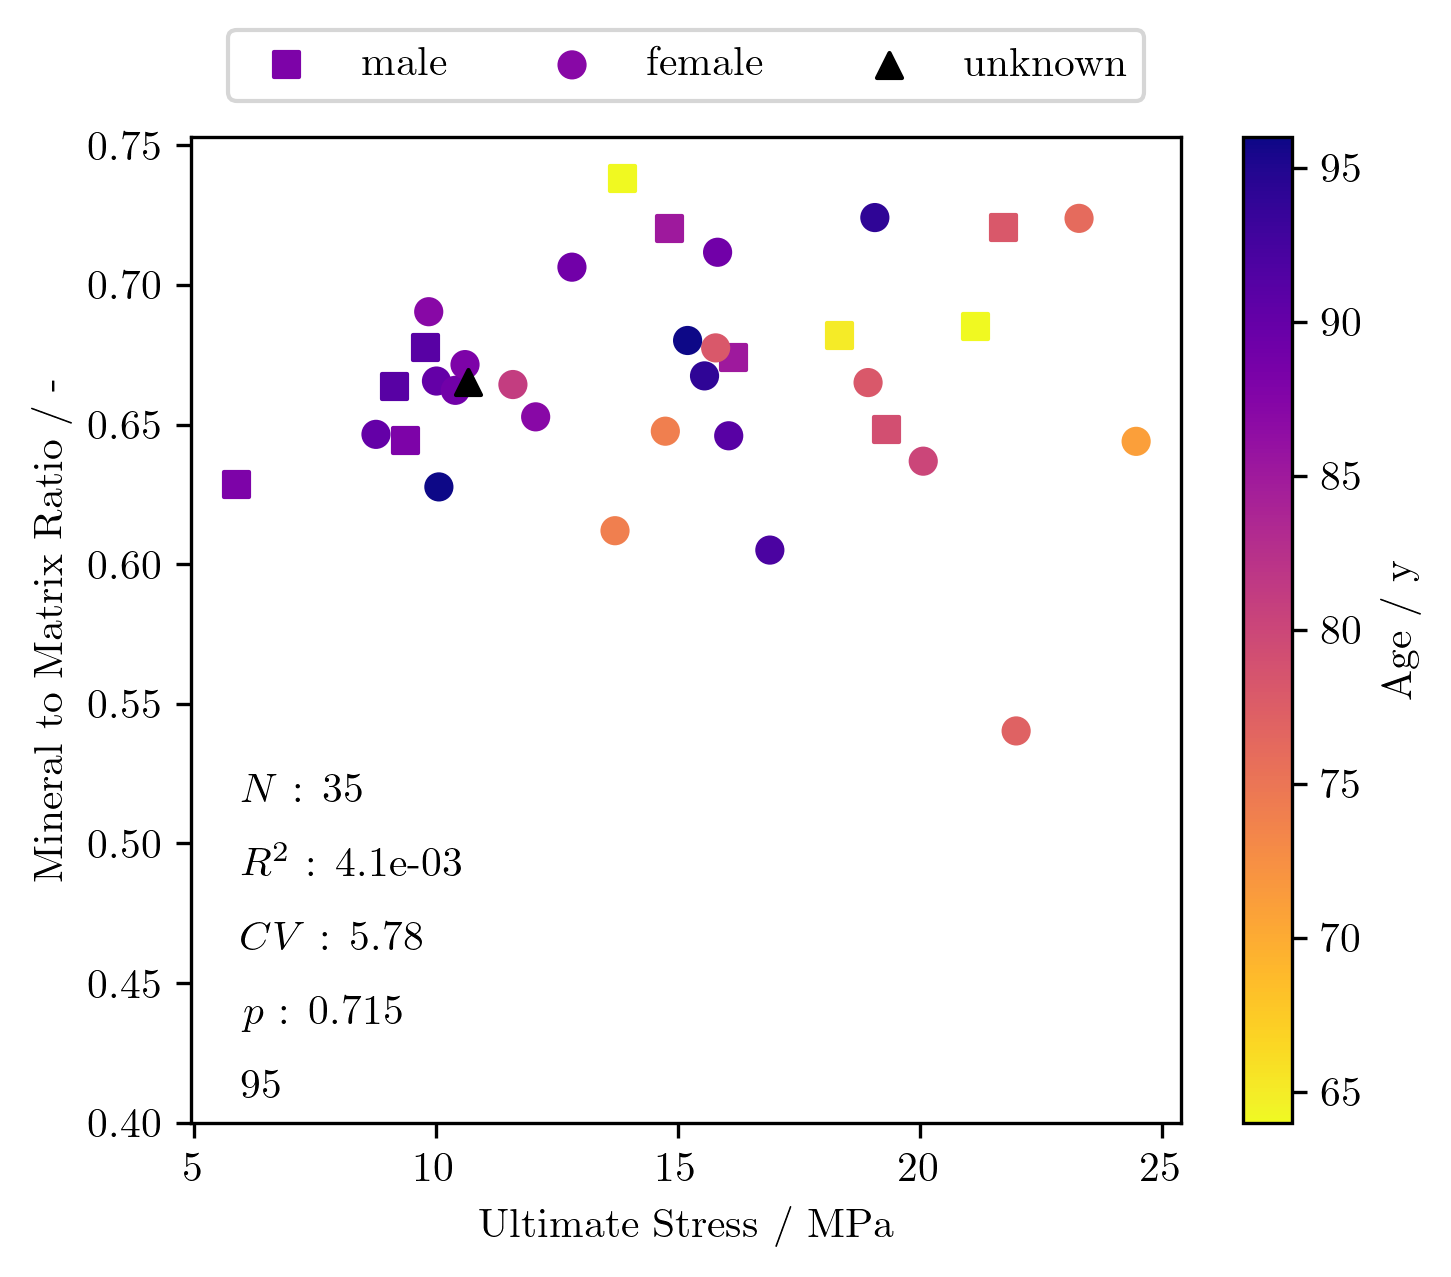 male female unknown
0.75
0.70
0.65
0.60
0.55
0.50
0.45
0.40
Mineral to Matrix Ratio / -
N : 35
R² : 4.1e-03
CV : 5.78
p : 0.715
95
5 10 15 20 25
Ultimate Stress / MPa
95
90
85
80
75
70
65
Age / y